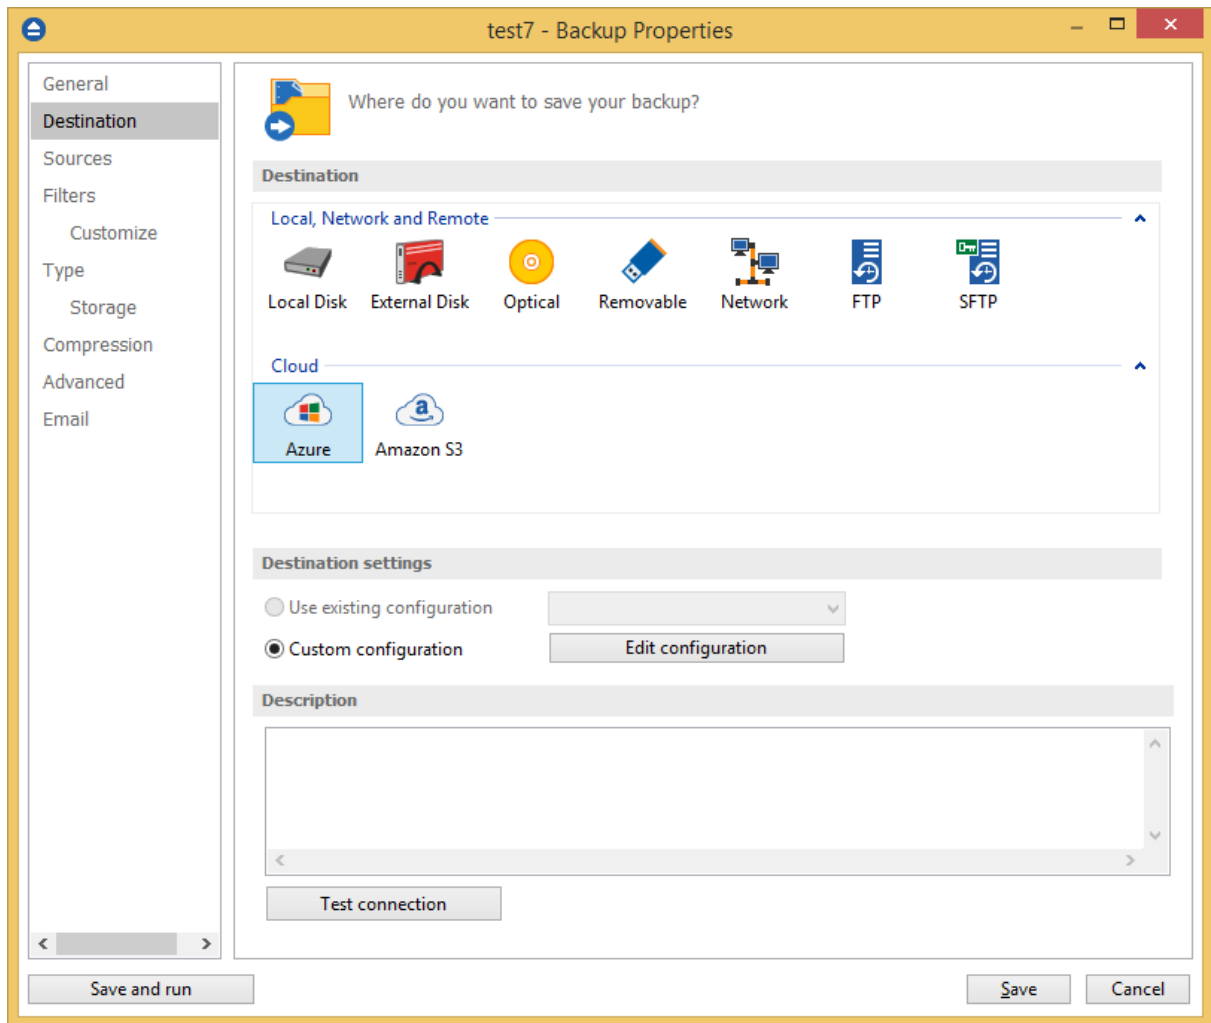 test7 - Backup Properties
General
Destination
Sources
Filters
Customize
Type
Storage
Compression
Advanced
Email
Where do you want to save your backup?
Destination
Local, Network and Remote
Local Disk External Disk Optical Removable Network FTP SFTP
Cloud
a
Azure Amazon S3
Destination settings
Use existing configuration
Custom configuration Edit configuration
Description
Test connection
Save and run Save Cancel